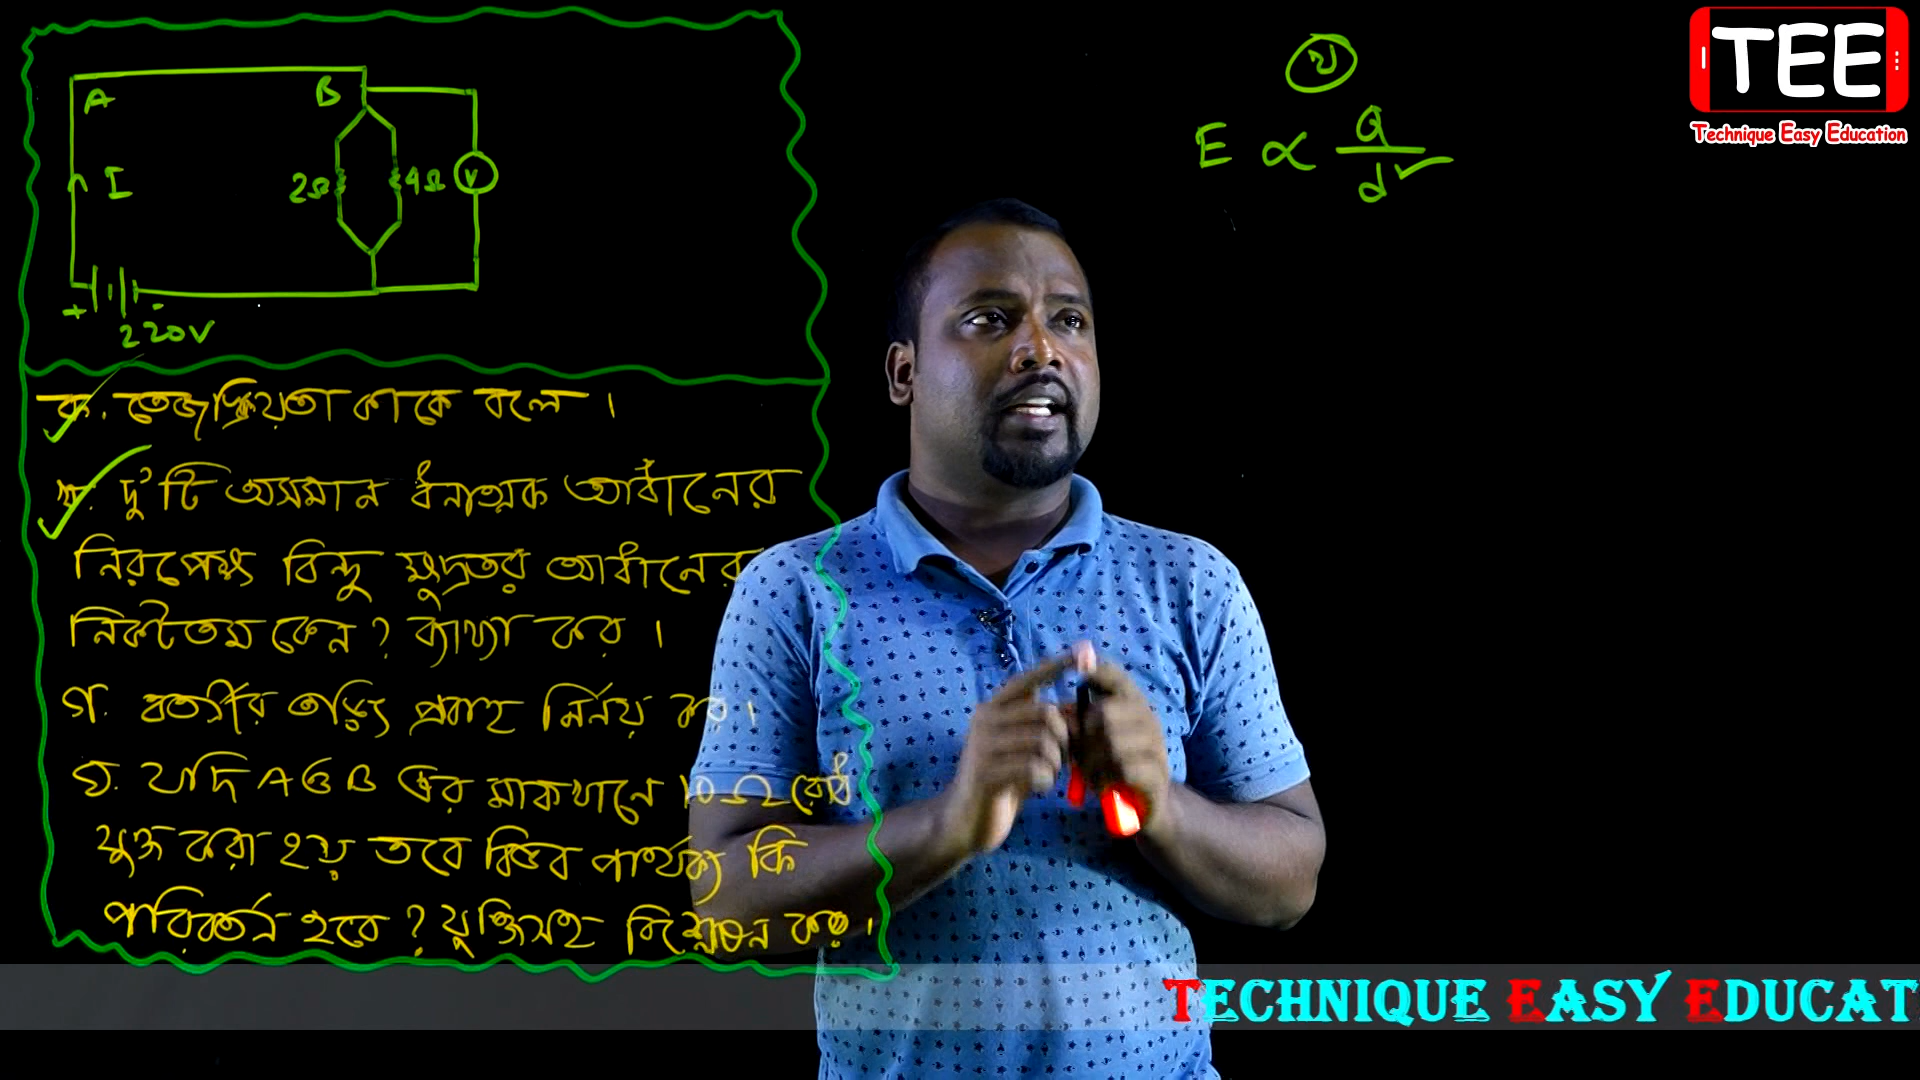 A
B
I
2Ω
4Ω
V
+
-
220V
ক. তেজস্ক্রিয়তা কাকে বলে ।
খ. দু'টি অসমান ধনাত্মক আধানের
নিরপেক্ষ বিন্দু ক্ষুদ্রতর আধানের
নিকটতম কেন ? ব্যাখ্যা কর ।
গ. বর্তনীর তড়িৎ প্রবাহ নির্নয় কর ।
ঘ. যদি A ও B এর মাঝখানে 10Ω রোধ
যুক্ত করা হয় তবে বিভব পার্থক্য কি
পরিবর্তন হবে ? যুক্তিসহ বিশ্লেষন কর ।
খ
E ∝ Q/d²
TEE
Technique Easy Education
TECHNIQUE EASY EDUCAT